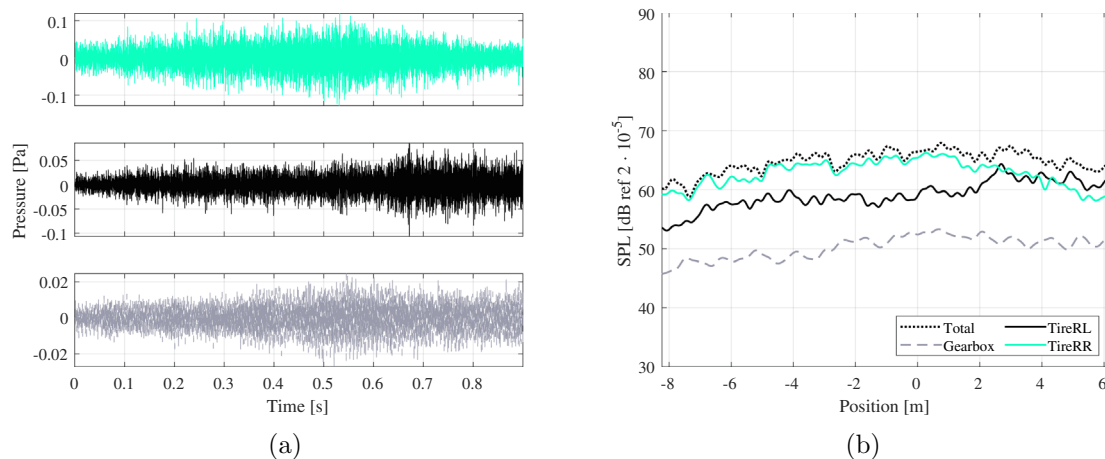 0.1
0
-0.1
0.05
0
-0.05
-0.1
0.02
0
-0.02
0 0.1 0.2 0.3 0.4 0.5 0.6 0.7 0.8
Pressure [Pa]
Time [s]
(a)
90
80
70
60
50
40
30
-8 -6 -4 -2 0 2 4 6
SPL [dB ref 2 · 10⁻⁵]
Position [m]
Total
Gearbox
TireRL
TireRR
(b)